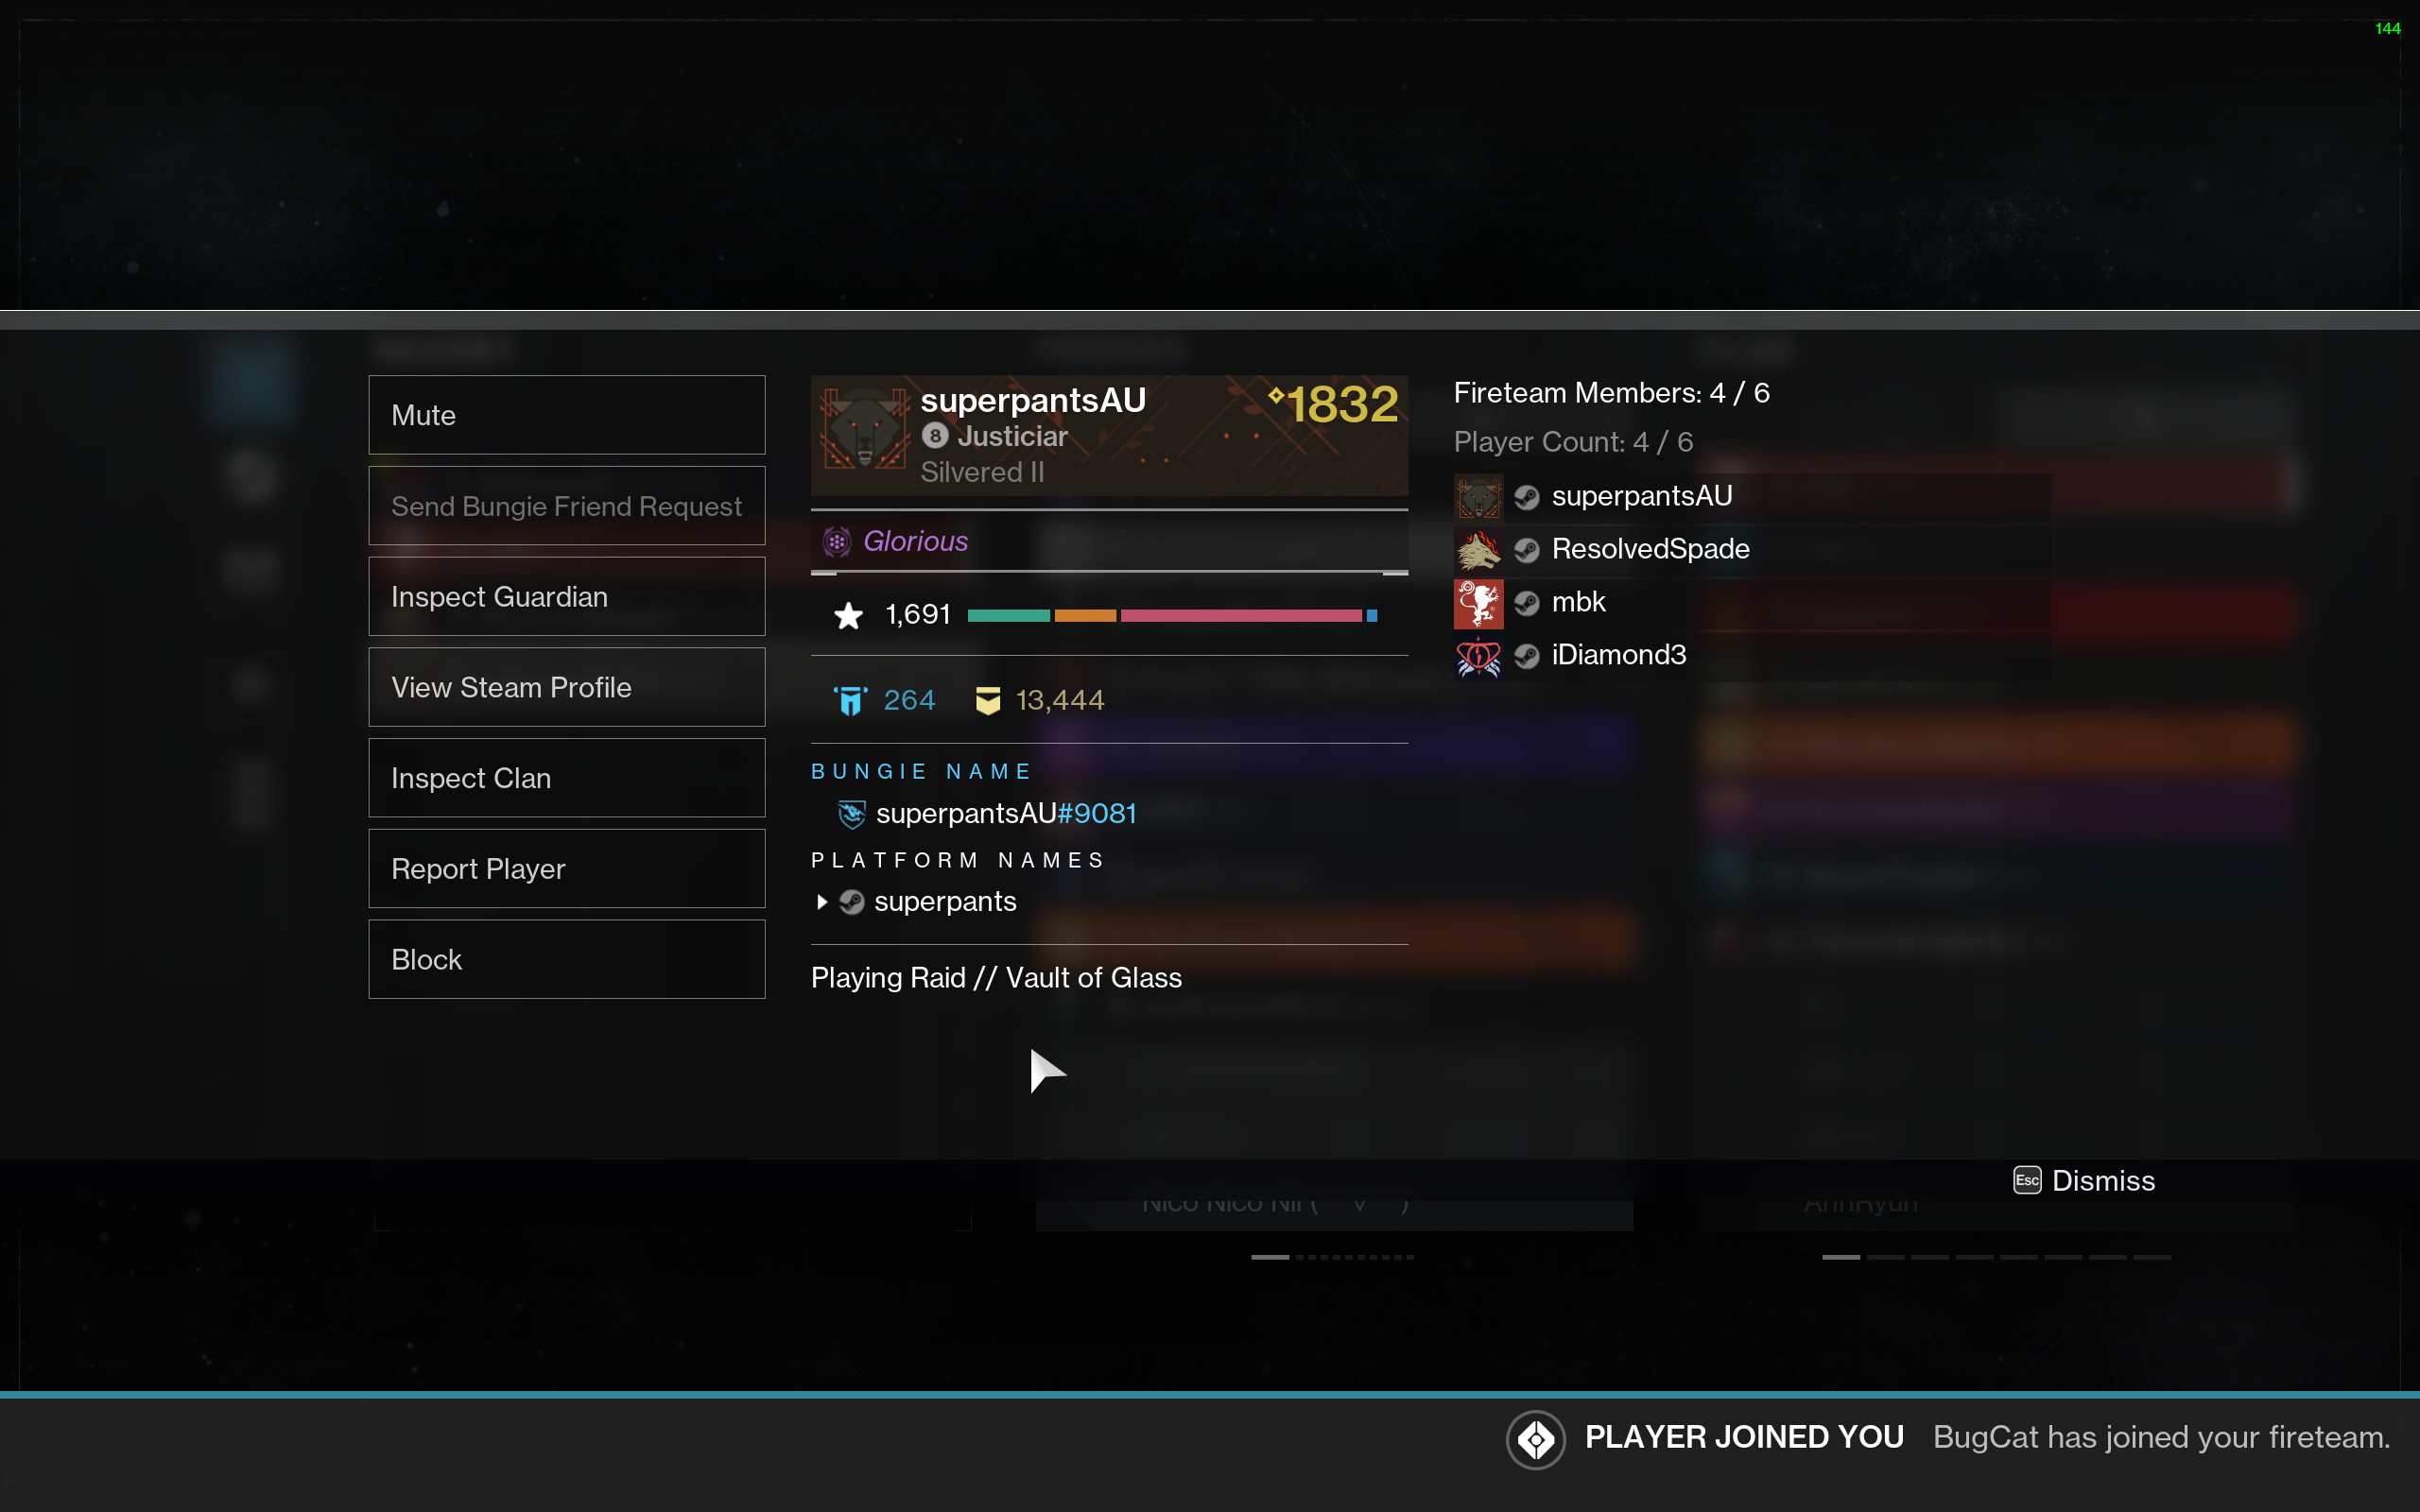 144
Mute
Send Bungie Friend Request
Inspect Guardian
View Steam Profile
Inspect Clan
Report Player
Block
superpantsAU
1832
8 Justiciar
Silvered II
Glorious
1,691
264 13,444
BUNGIE NAME
superpantsAU#9081
PLATFORM NAMES
superpants
Playing Raid // Vault of Glass
Fireteam Members: 4 / 6
Player Count: 4 / 6
superpantsAU
ResolvedSpade
mbk
iDiamond3
Esc Dismiss
PLAYER JOINED YOU BugCat has joined your fireteam.